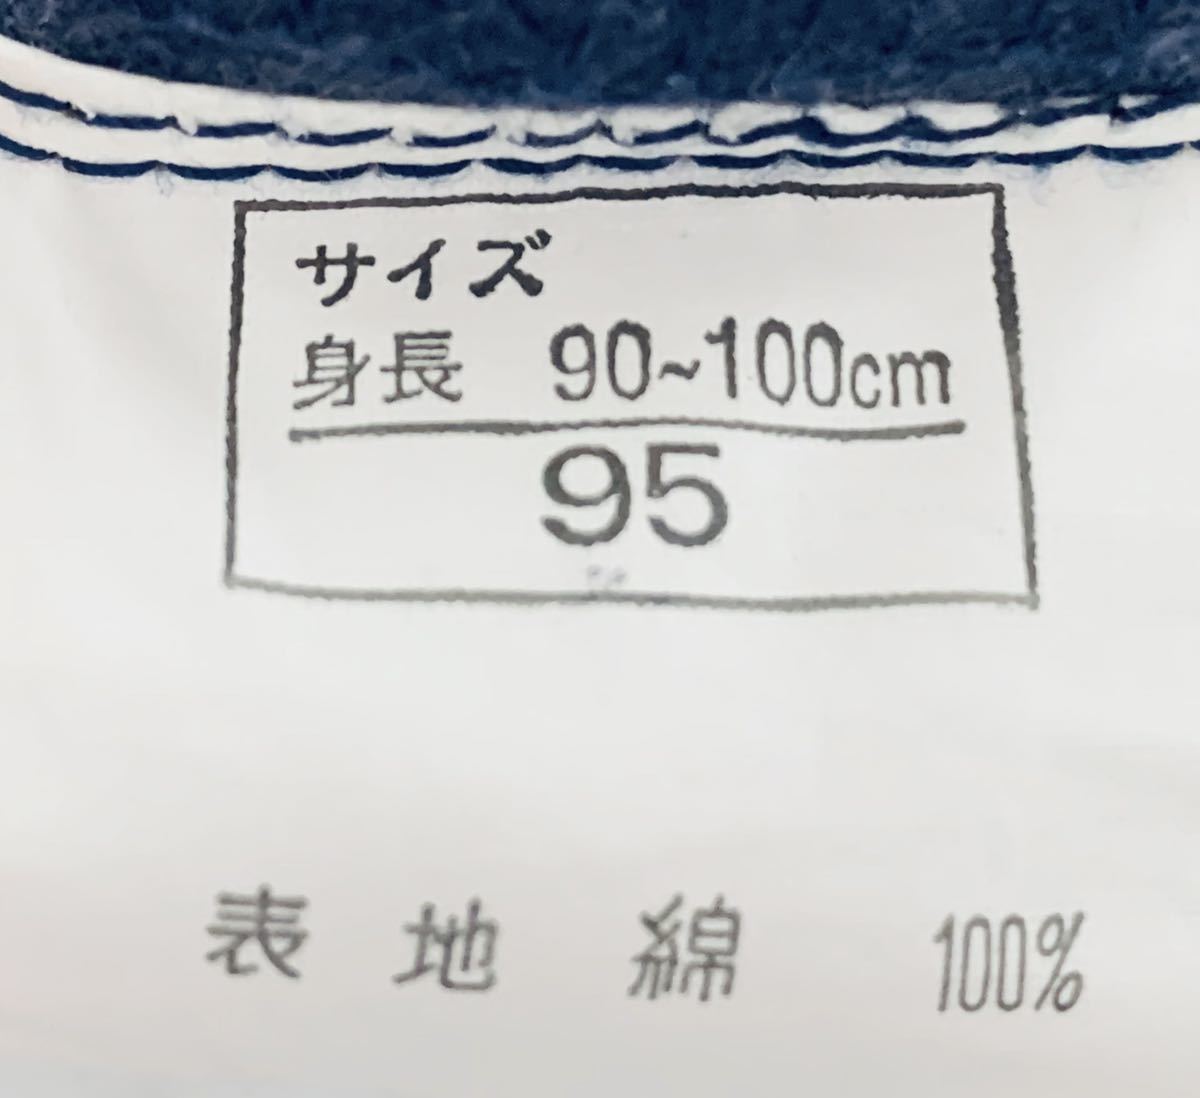 サイズ
身長 90~100cm
95
表地 綿 100%